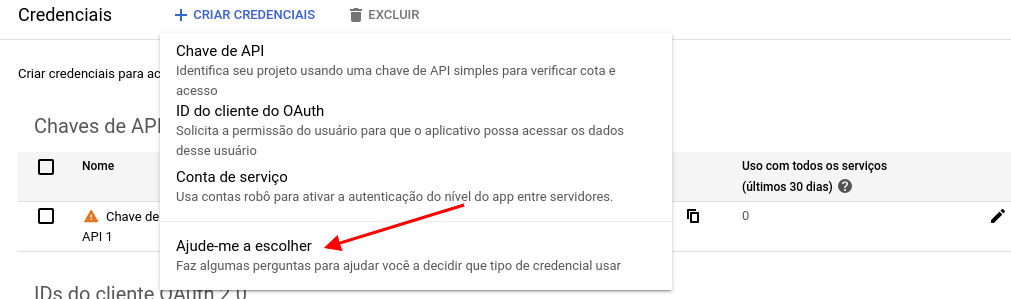 Credenciais
CRIAR CREDENCIAIS
EXCLUIR
Chave de API
Identifica seu projeto usando uma chave de API simples para verificar cota e
acesso
ID do cliente do OAuth
Solicita a permissão do usuário para que o aplicativo possa acessar os dados
desse usuário
Conta de serviço
Usa contas robô para ativar a autenticação do nível do app entre servidores.
Ajude-me a escolher
Faz algumas perguntas para ajudar você a decidir que tipo de credencial usar
Criar credenciais para ac
Chaves de API
Nome
Uso com todos os serviços
(últimos 30 dias)
Chave de
API 1
0
IDs do cliente OAuth 2.0